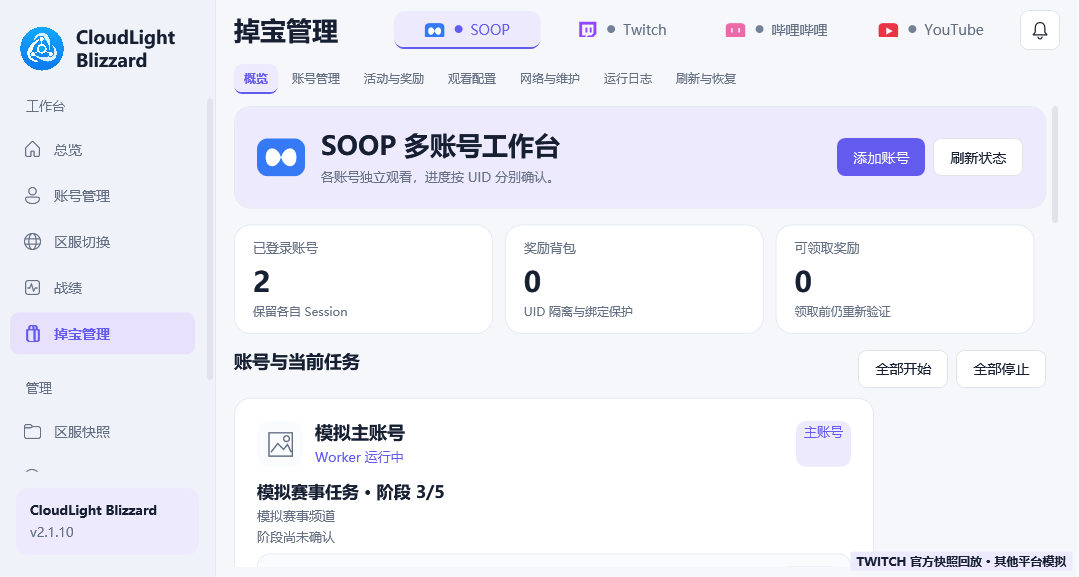 CloudLight
Blizzard
工作台
总览
账号管理
区服切换
战绩
掉宝管理
管理
区服快照
CloudLight Blizzard
v2.1.10
掉宝管理
SOOP
Twitch
哔哩哔哩
YouTube
概览
账号管理
活动与奖励
观看配置
网络与维护
运行日志
刷新与恢复
SOOP 多账号工作台
各账号独立观看，进度按 UID 分别确认。
添加账号
刷新状态
已登录账号
2
保留各自 Session
奖励背包
0
UID 隔离与绑定保护
可领取奖励
0
领取前仍重新验证
账号与当前任务
全部开始
全部停止
模拟主账号
Worker 运行中
主账号
模拟赛事任务 • 阶段 3/5
模拟赛事频道
阶段尚未确认
TWITCH 官方快照回放 • 其他平台模拟